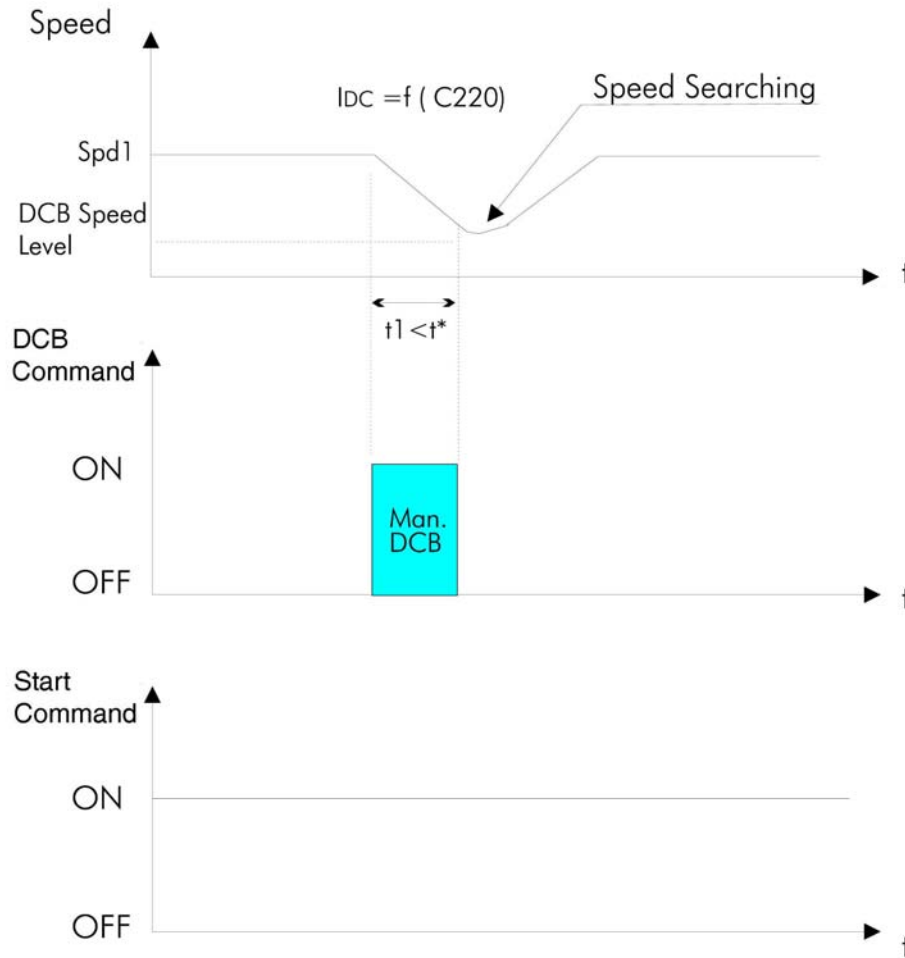 Speed
IDC =f ( C220)
Speed Searching
Spd1
DCB Speed
Level
t
t1<t*
DCB
Command
ON
Man.
DCB
OFF
t
Start
Command
ON
OFF
t